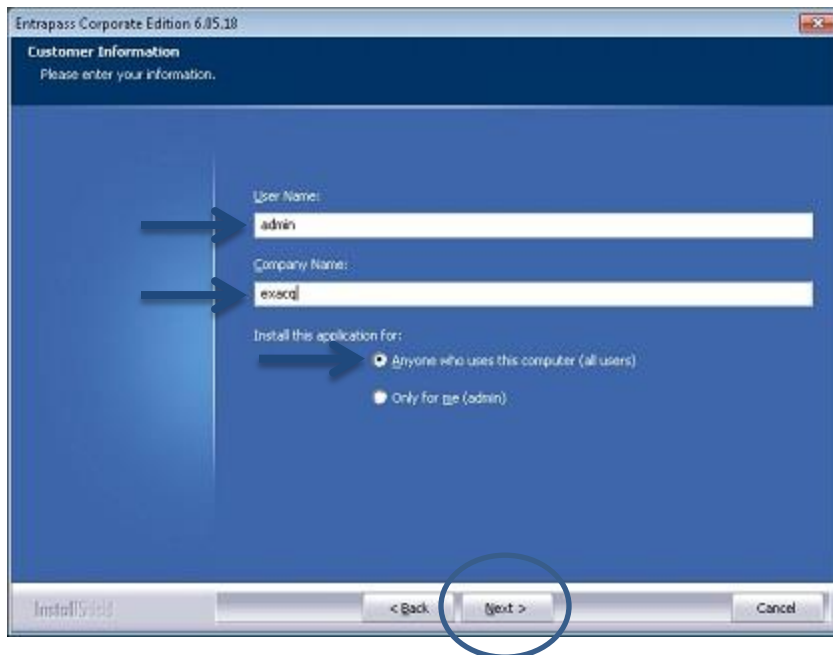 Entrapass Corporate Edition 6.05.18
Customer Information
Please enter your information.
User Name:
admin
Company Name:
exacq
Install this application for:
Anyone who uses this computer (all users)
Only for me (admin)
InstallShield
< Back
Next >
Cancel